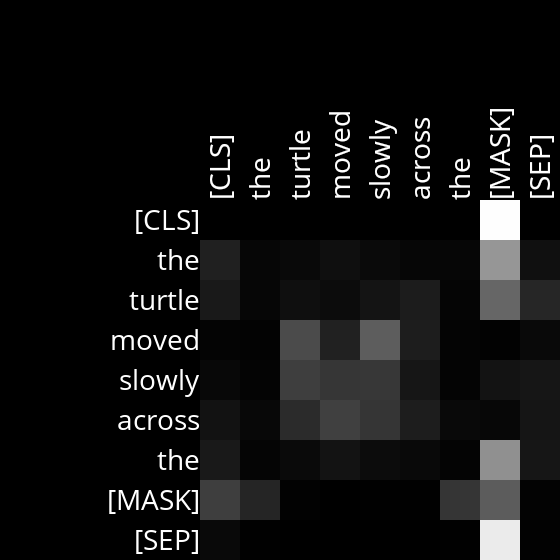 [CLS] the turtle moved slowly across the [MASK] [SEP]
[CLS]
the
turtle
moved
slowly
across
the
[MASK]
[SEP]